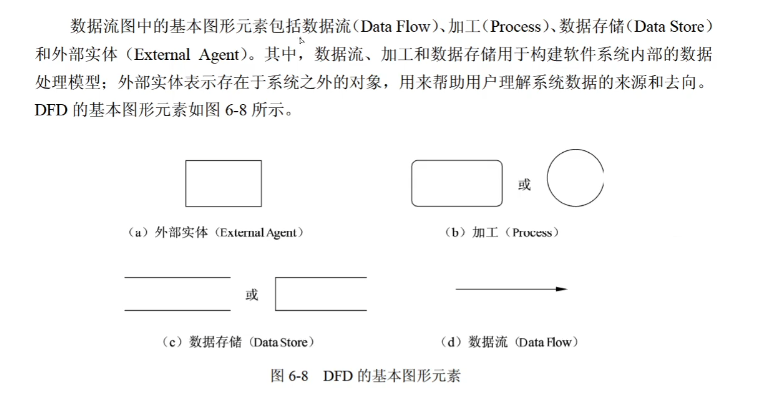 数据流图中的基本图形元素包括数据流(Data Flow)、加工(Process)、数据存储(Data Store)
和外部实体（External Agent）。其中，数据流、加工和数据存储用于构建软件系统内部的数据
处理模型；外部实体表示存在于系统之外的对象，用来帮助用户理解系统数据的来源和去向。
DFD 的基本图形元素如图 6-8 所示。
或
（a）外部实体（External Agent）
（b）加工（Process）
或
（c）数据存储（Data Store）
（d）数据流（Data Flow）
图 6-8 DFD 的基本图形元素